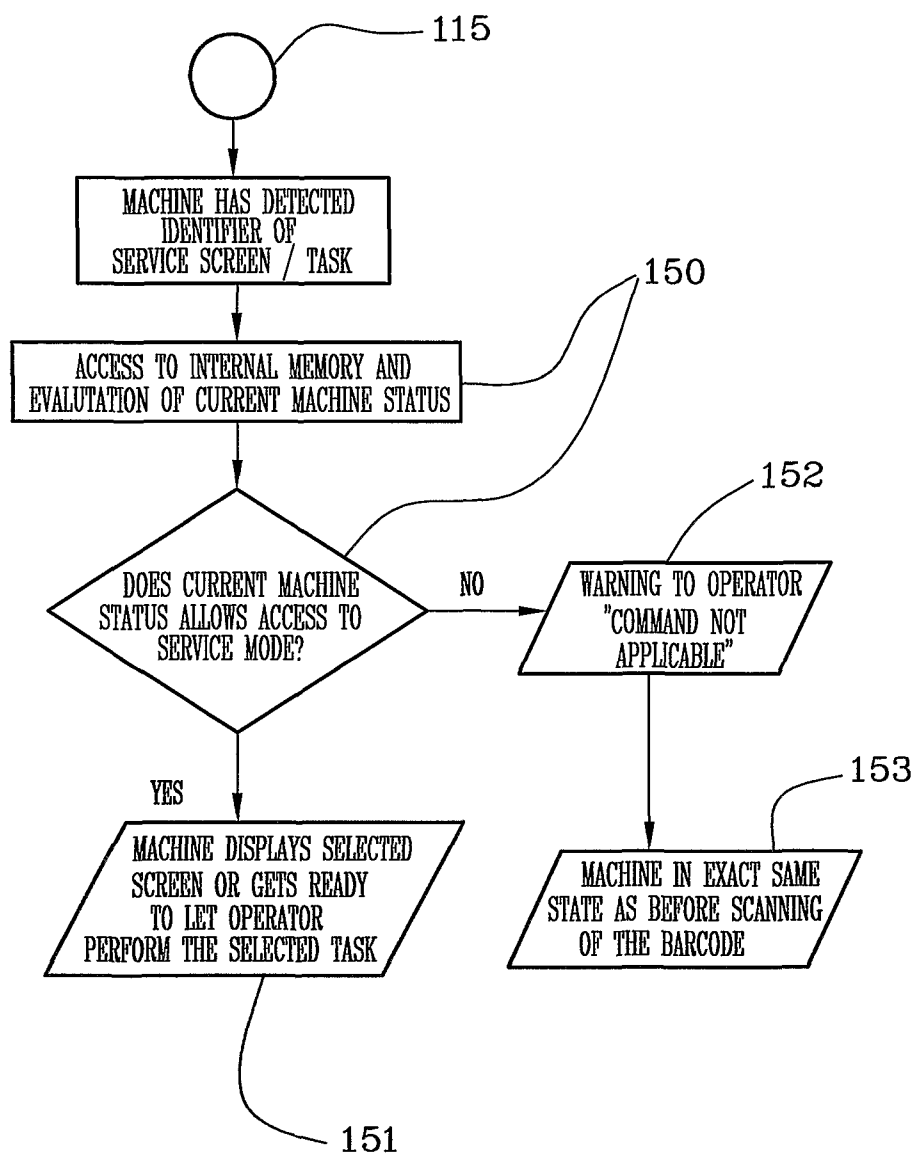 115
MACHINE HAS DETECTED
IDENTIFIER OF
SERVICE SCREEN / TASK
150
ACCESS TO INTERNAL MEMORY AND
EVALUTATION OF CURRENT MACHINE STATUS
152
DOES CURRENT MACHINE
STATUS ALLOWS ACCESS TO
SERVICE MODE?
NO
WARNING TO OPERATOR
"COMMAND NOT
APPLICABLE"
YES
153
MACHINE DISPLAYS SELECTED
SCREEN OR GETS READY
TO LET OPERATOR
PERFORM THE SELECTED TASK
MACHINE IN EXACT SAME
STATE AS BEFORE SCANNING
OF THE BARCODE
151